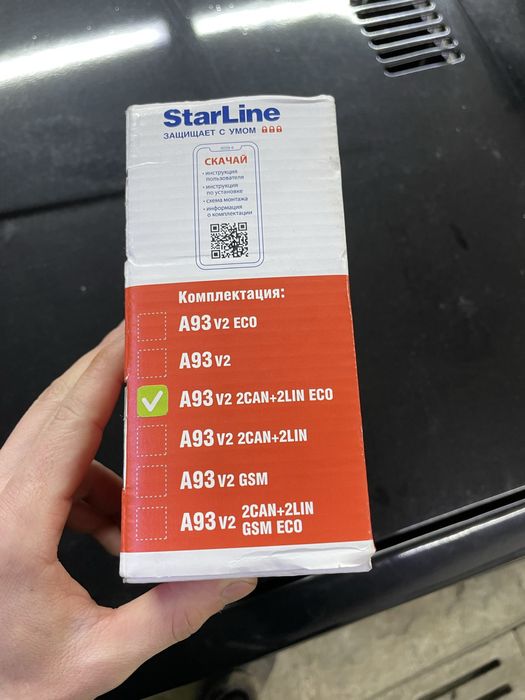 StarLine
ЗАЩИЩАЕТ С УМОМ
СКАЧАЙ
• инструкция
пользователя
• инструкция
по установке
• схема монтажа
• информация
о комплектации
Комплектация:
A93 V2 ECO
A93 V2
A93 V2 2CAN+2LIN ECO
A93 V2 2CAN+2LIN
A93 V2 GSM
A93 V2 2CAN+2LIN
GSM ECO